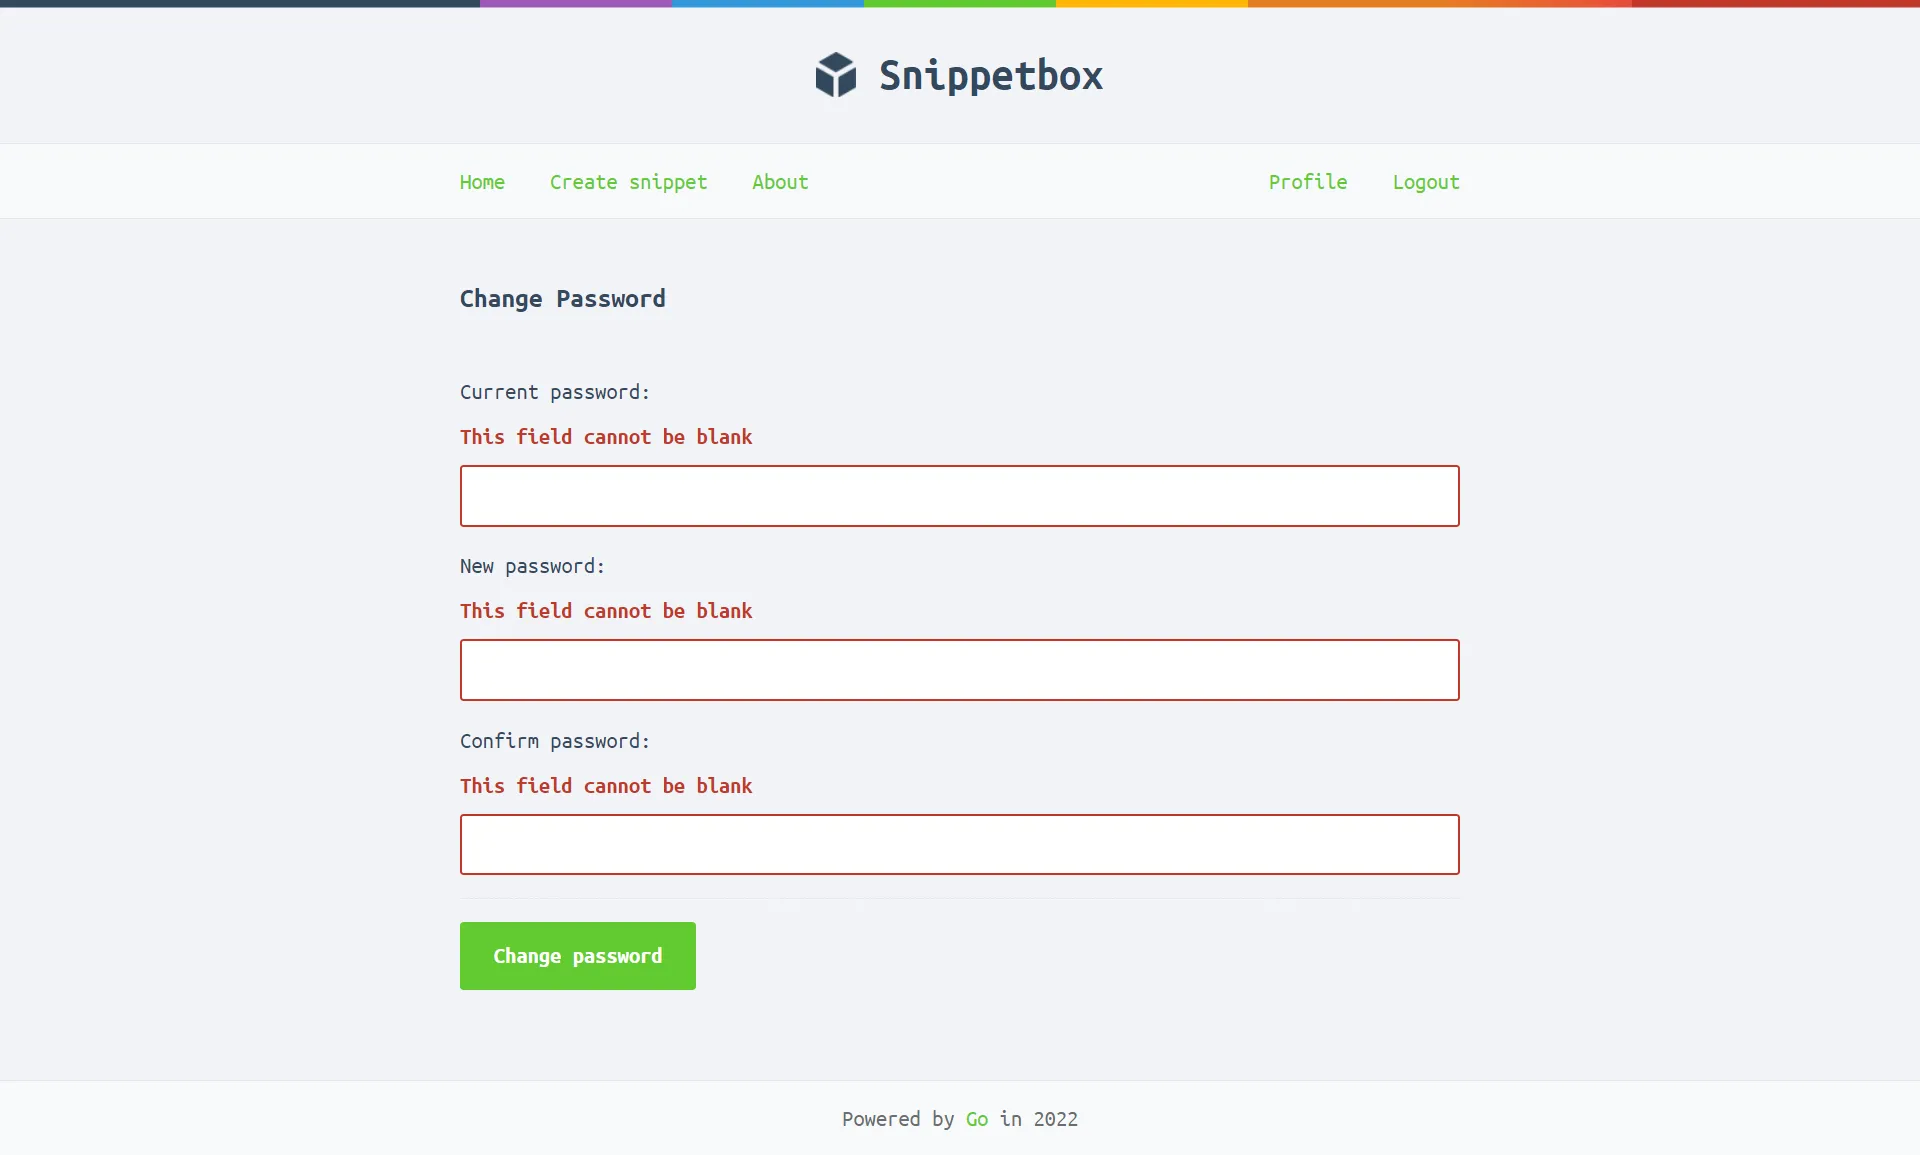 Snippetbox
Home Create snippet About Profile Logout
Change Password
Current password:
This field cannot be blank
New password:
This field cannot be blank
Confirm password:
This field cannot be blank
Change password
Powered by Go in 2022